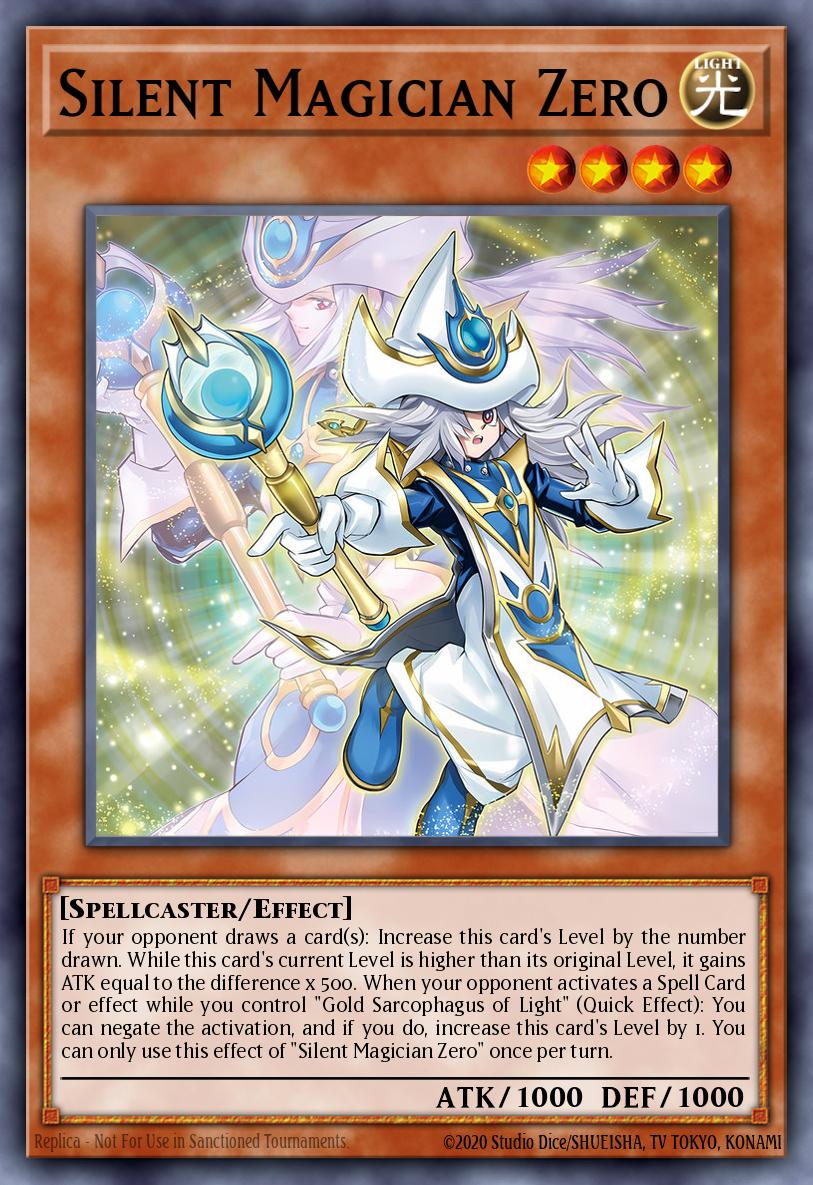 Silent Magician Zero
LIGHT
光
[Spellcaster/Effect]
If your opponent draws a card(s): Increase this card's Level by the number
drawn. While this card's current Level is higher than its original Level, it gains
ATK equal to the difference x 500. When your opponent activates a Spell Card
or effect while you control "Gold Sarcophagus of Light" (Quick Effect): You
can negate the activation, and if you do, increase this card's Level by 1. You
can only use this effect of "Silent Magician Zero" once per turn.
ATK/1000 DEF/1000
Replica - Not For Use in Sanctioned Tournaments.
©2020 Studio Dice/SHUEISHA, TV TOKYO, KONAMI